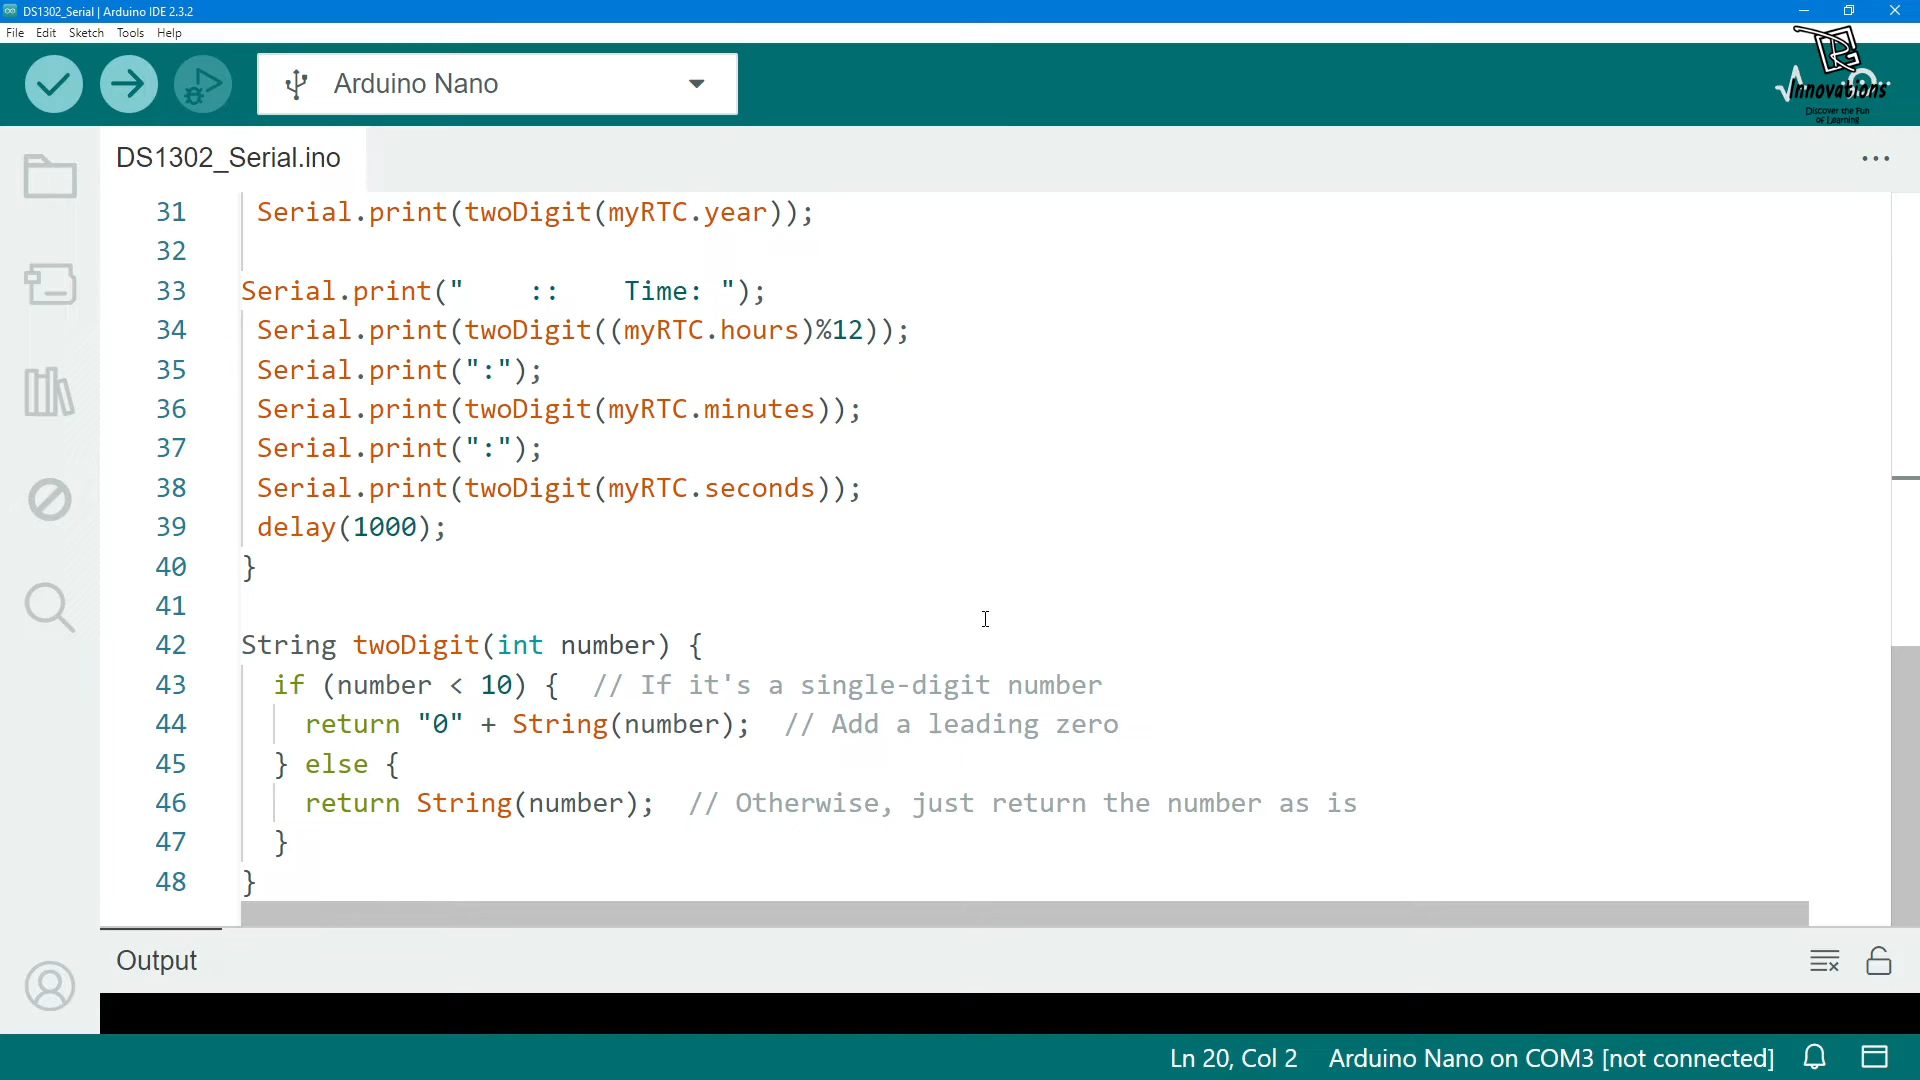 DS1302_Serial | Arduino IDE 2.3.2
File Edit Sketch Tools Help
Arduino Nano
Innovations
Discover the Fun
of Learning
DS1302_Serial.ino
31 Serial.print(twoDigit(myRTC.year));
32
33 Serial.print("    ::    Time: ");
34 Serial.print(twoDigit((myRTC.hours)%12));
35 Serial.print(":");
36 Serial.print(twoDigit(myRTC.minutes));
37 Serial.print(":");
38 Serial.print(twoDigit(myRTC.seconds));
39 delay(1000);
40 }
41
42 String twoDigit(int number) {
43 if (number < 10) {  // If it's a single-digit number
44 return "0" + String(number);  // Add a leading zero
45 } else {
46 return String(number);  // Otherwise, just return the number as is
47 }
48 }
Output
Ln 20, Col 2 Arduino Nano on COM3 [not connected]